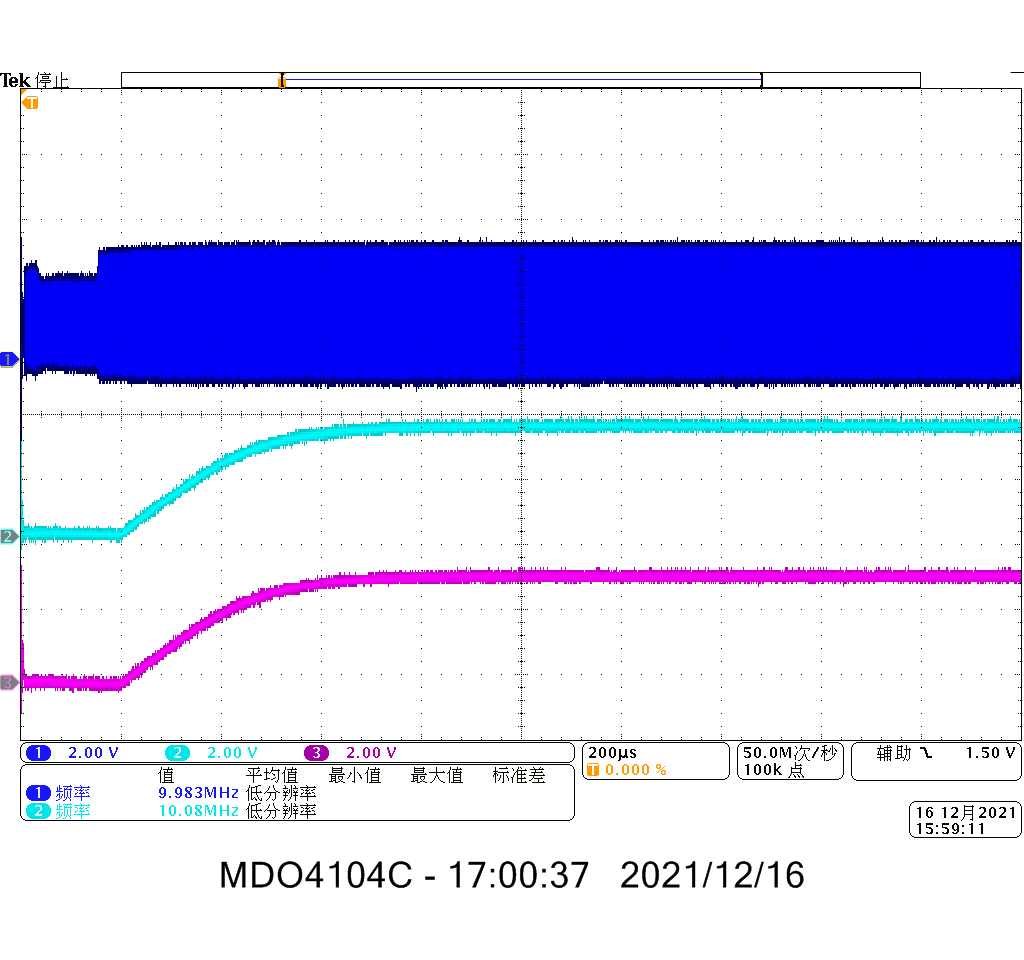 Tek 停止
T
1
2
3
1 2.00 V 2 2.00 V 3 2.00 V
200µs
T 0.000 %
50.0M次/秒
100k 点
辅助 1.50 V
值 平均值 最小值 最大值 标准差
1 频率 9.983MHz 低分辨率
2 频率 10.08MHz 低分辨率
16 12月2021
15:59:11
MDO4104C - 17:00:37 2021/12/16